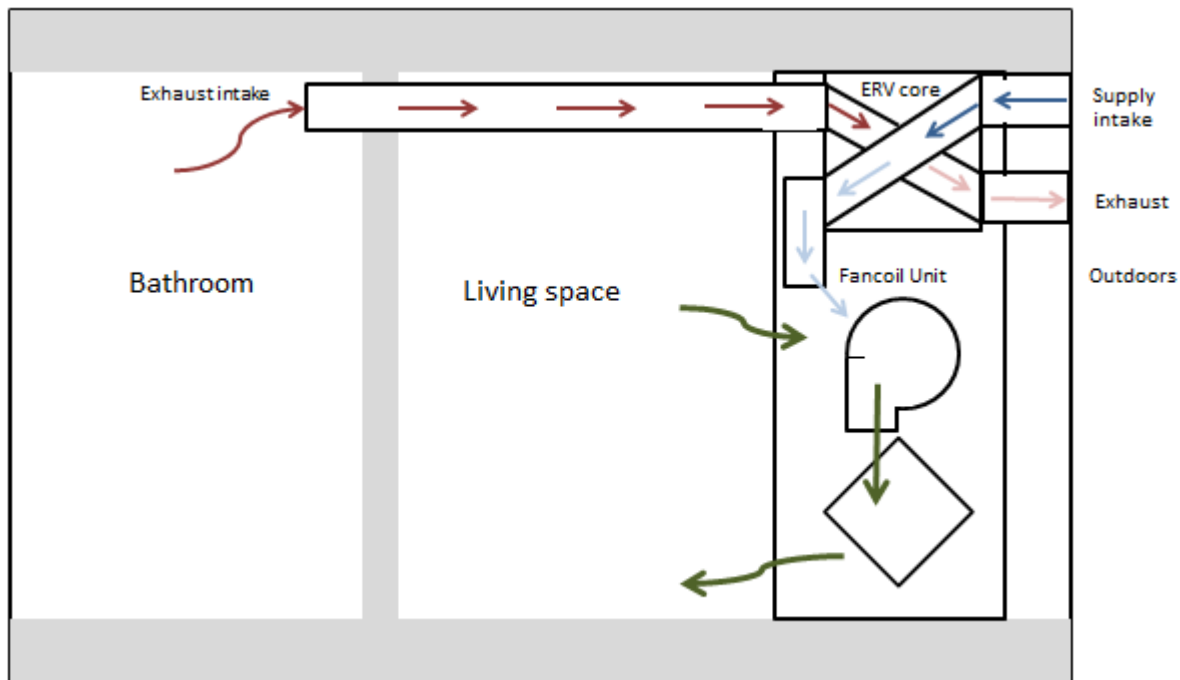 Exhaust intake
ERV core
Supply
intake
Exhaust
Bathroom
Living space
Fancoil Unit
Outdoors